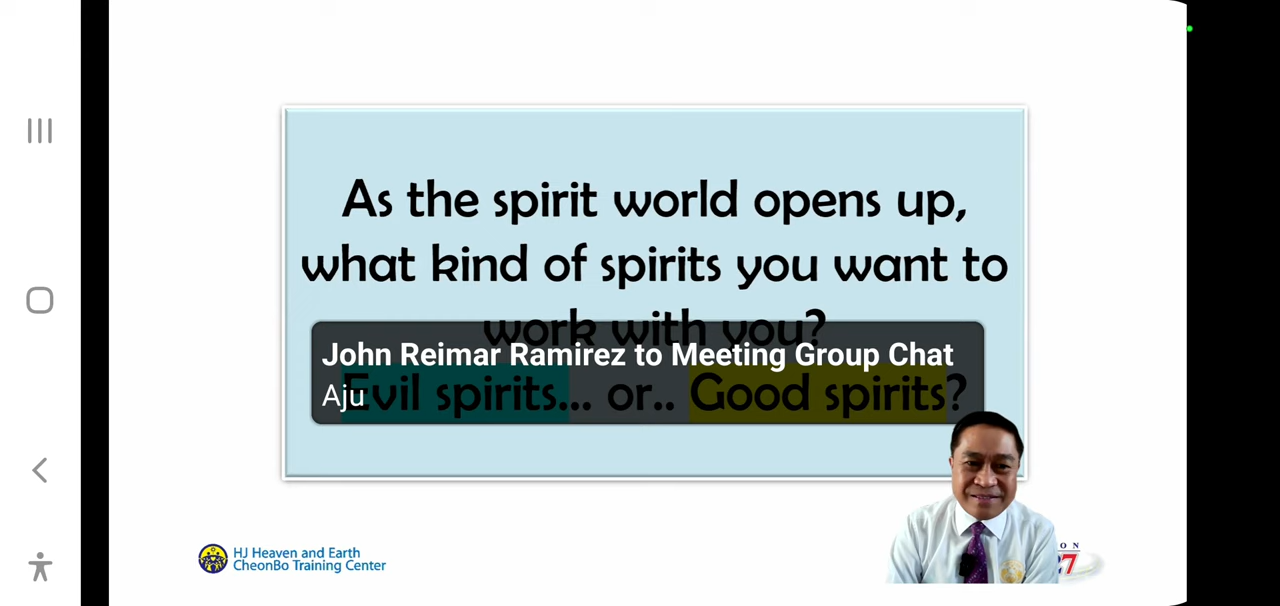 As the spirit world opens up,
what kind of spirits you want to
work with you?
John Reimar Ramirez to Meeting Group Chat
Aju
Evil spirits... or.. Good spirits?
HJ Heaven and Earth
CheonBo Training Center
O N
27